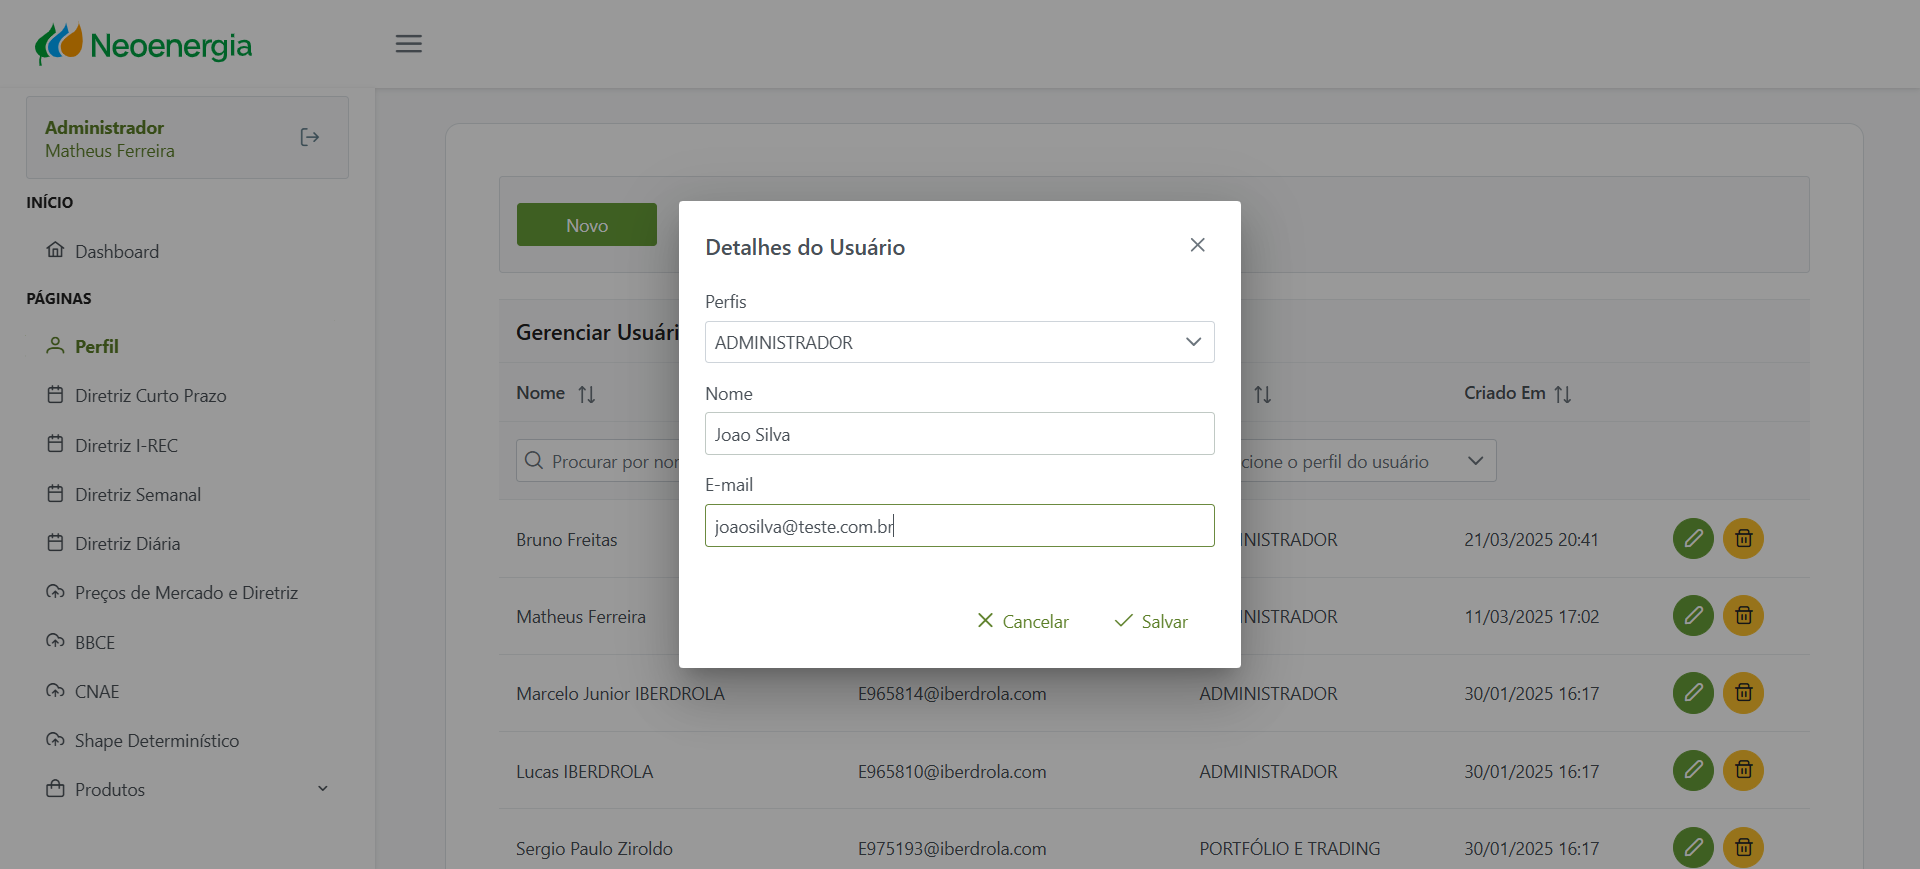 Neoenergia
Administrador
Matheus Ferreira
INÍCIO
Dashboard
PÁGINAS
Perfil
Diretriz Curto Prazo
Diretriz I-REC
Diretriz Semanal
Diretriz Diária
Preços de Mercado e Diretriz
BBCE
CNAE
Shape Determinístico
Produtos
Novo
Gerenciar Usuári
Nome
Criado Em
Procurar por
cione o perfil do usuário
Bruno Freitas
NISTRADOR
21/03/2025 20:41
Matheus Ferreira
NISTRADOR
11/03/2025 17:02
Marcelo Junior IBERDROLA
E965814@iberdrola.com
ADMINISTRADOR
30/01/2025 16:17
Lucas IBERDROLA
E965810@iberdrola.com
ADMINISTRADOR
30/01/2025 16:17
Sergio Paulo Ziroldo
E975193@iberdrola.com
PORTFÓLIO E TRADING
30/01/2025 16:17
Detalhes do Usuário
Perfis
ADMINISTRADOR
Nome
Joao Silva
E-mail
joaosilva@teste.com.br
Cancelar
Salvar